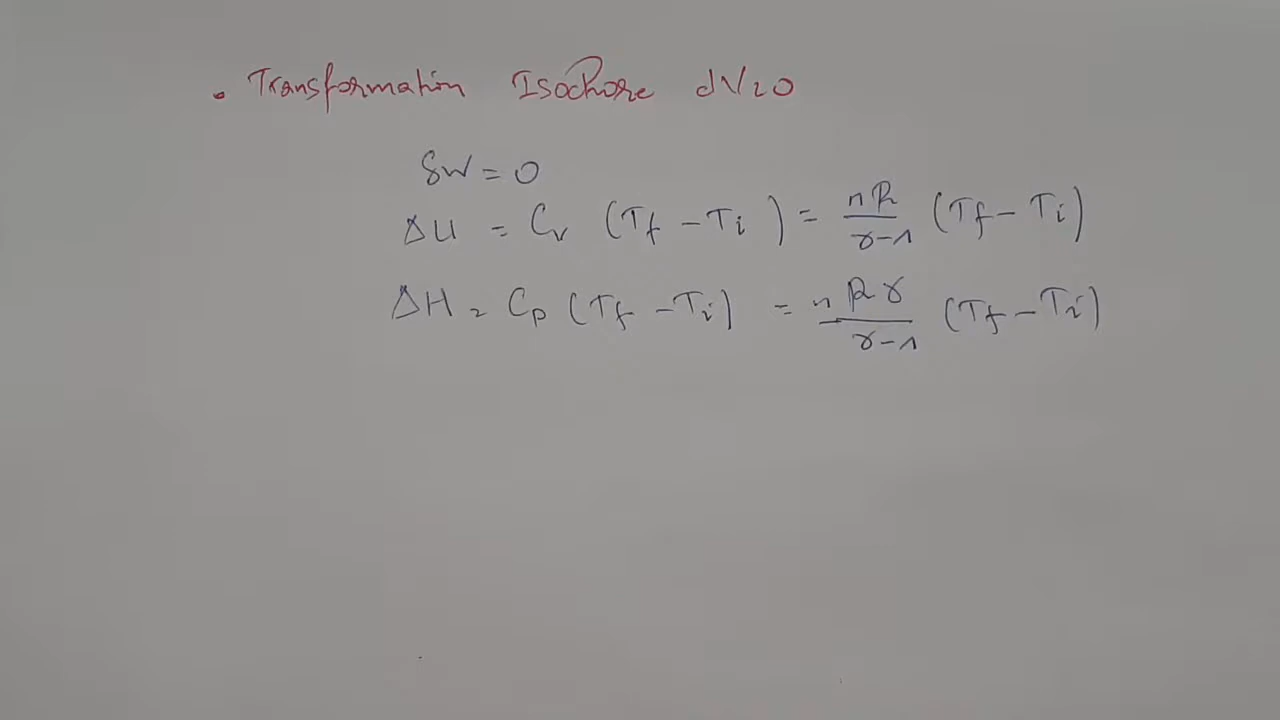 . Transformation Isochore dV=0
δW = 0
ΔU = Cv (Tf - Ti) = nR/(γ-1) (Tf - Ti)
ΔH = Cp (Tf - Ti) = nRγ/(γ-1) (Tf - Ti)